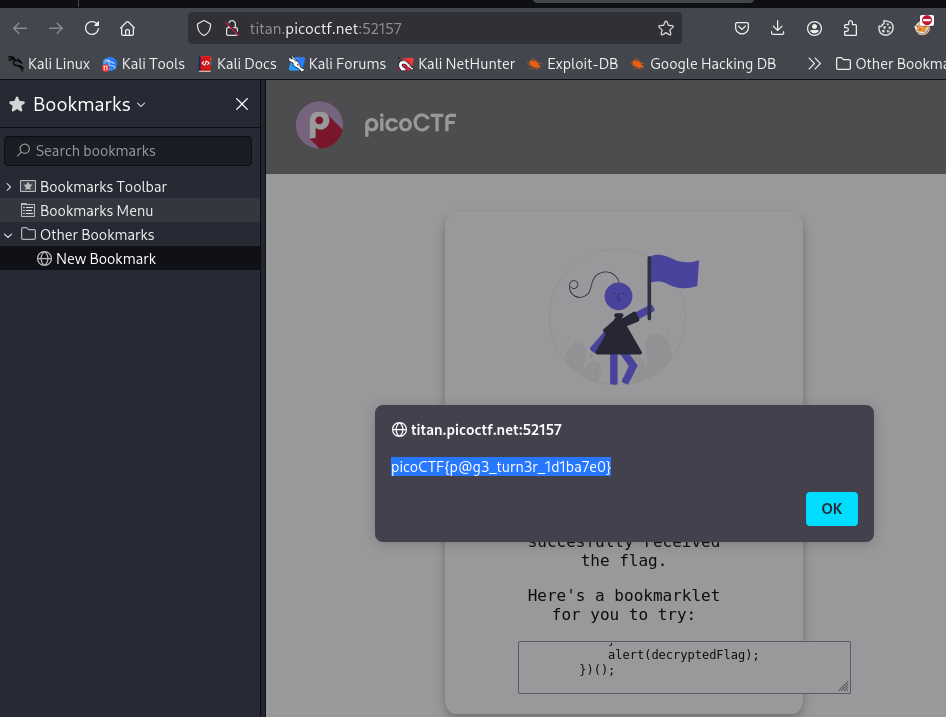 titan.picoctf.net:52157
Kali Linux Kali Tools Kali Docs Kali Forums Kali NetHunter Exploit-DB Google Hacking DB Other Bookma
Bookmarks
Search bookmarks
Bookmarks Toolbar
Bookmarks Menu
Other Bookmarks
New Bookmark
picoCTF
titan.picoctf.net:52157
picoCTF{p@g3_turn3r_1d1ba7e0}
OK
succesfully received
the flag.
Here's a bookmarklet
for you to try:
}
alert(decryptedFlag);
})();